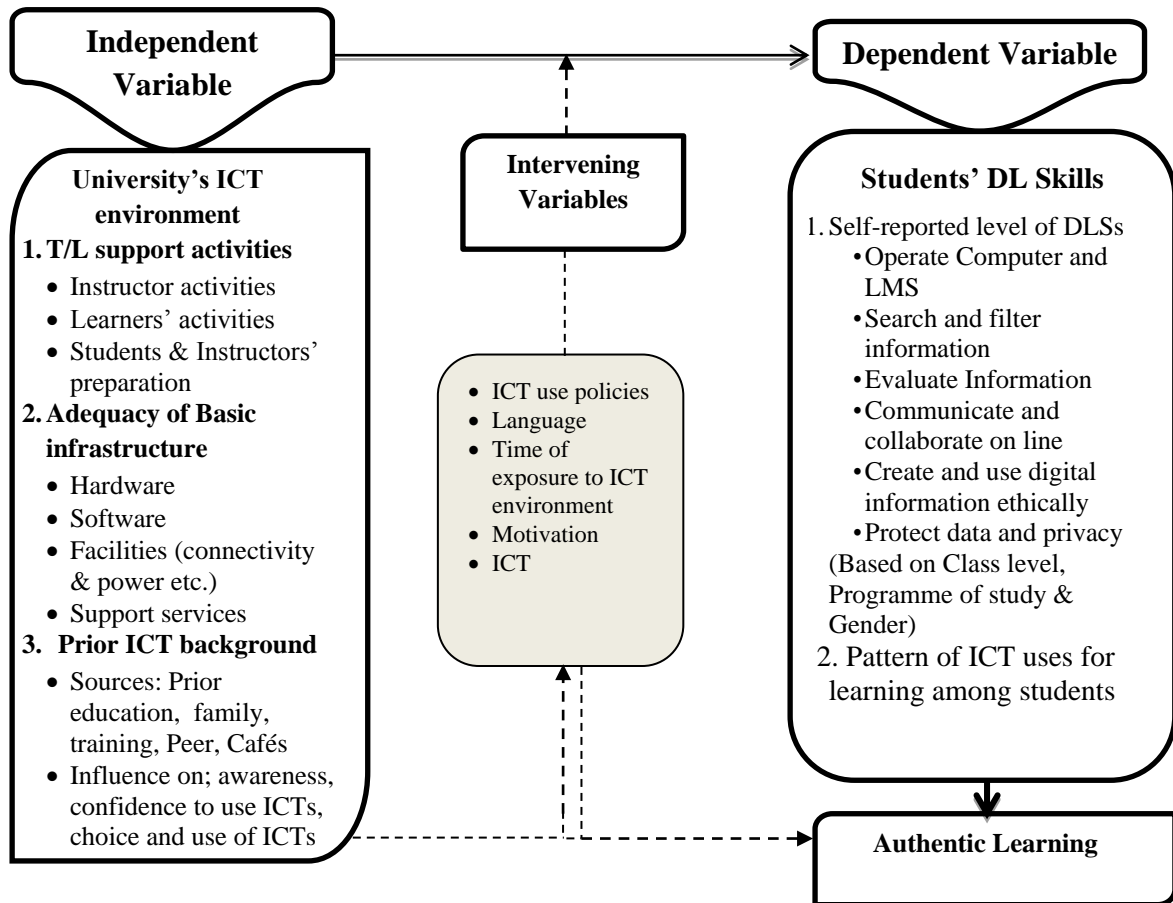 Independent
Variable
University's ICT
environment
1. T/L support activities
• Instructor activities
• Learners' activities
• Students & Instructors'
preparation
2. Adequacy of Basic
infrastructure
• Hardware
• Software
• Facilities (connectivity
& power etc.)
• Support services
3. Prior ICT background
• Sources: Prior
education, family,
training, Peer, Cafés
• Influence on; awareness,
confidence to use ICTs,
choice and use of ICTs
Intervening
Variables
• ICT use policies
• Language
• Time of
exposure to ICT
environment
• Motivation
• ICT
Dependent Variable
Students' DL Skills
1. Self-reported level of DLSs
• Operate Computer and
LMS
• Search and filter
information
• Evaluate Information
• Communicate and
collaborate on line
• Create and use digital
information ethically
• Protect data and privacy
(Based on Class level,
Programme of study &
Gender)
2. Pattern of ICT uses for
learning among students
Authentic Learning